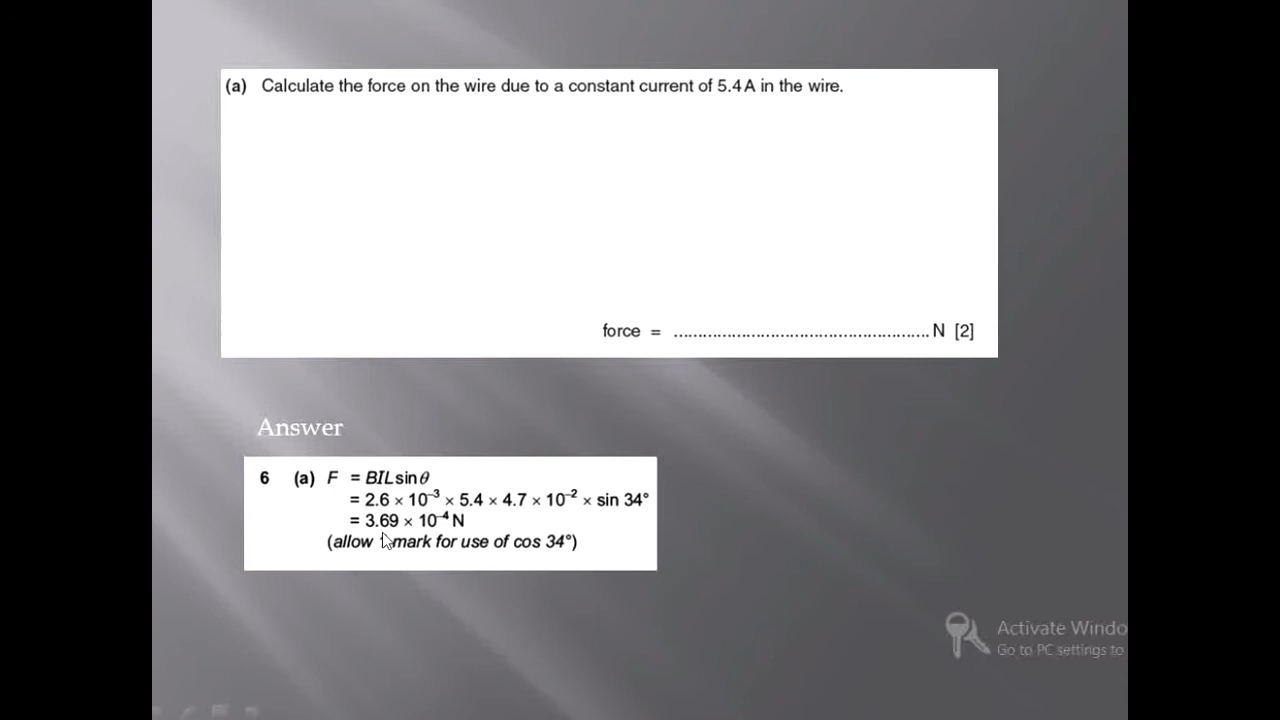 (a) Calculate the force on the wire due to a constant current of 5.4 A in the wire.
force = .................................................... N [2]
Answer
6 (a) F = BIL sin θ
= 2.6 × 10⁻³ × 5.4 × 4.7 × 10⁻² × sin 34°
= 3.69 × 10⁻⁴ N
(allow mark for use of cos 34°)
Activate Windo
Go to PC settings to